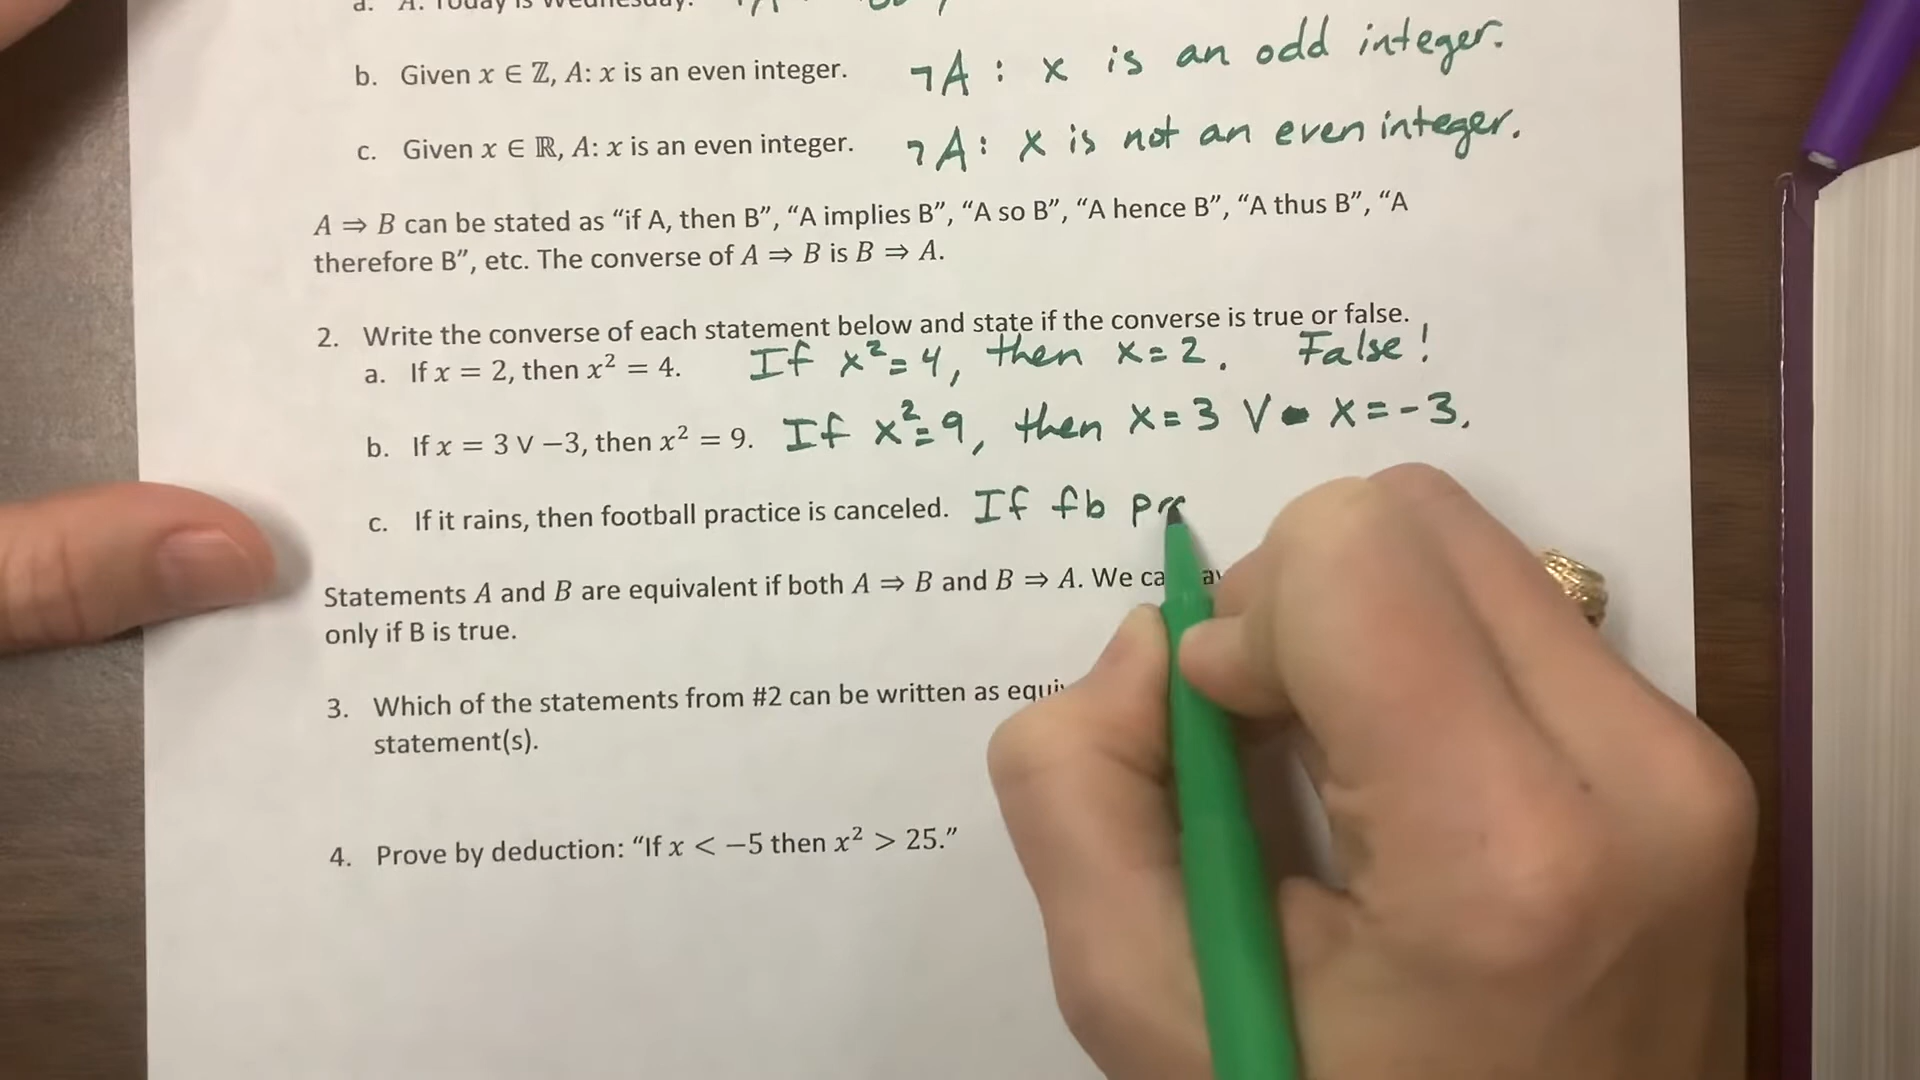 a. A: Today is Wednesday.
b. Given x ∈ ℤ, A: x is an even integer. ¬A : x is an odd integer.
c. Given x ∈ ℝ, A: x is an even integer. ¬A: x is not an even integer.
A ⇒ B can be stated as “if A, then B”, “A implies B”, “A so B”, “A hence B”, “A thus B”, “A
therefore B”, etc. The converse of A ⇒ B is B ⇒ A.
2. Write the converse of each statement below and state if the converse is true or false.
a. If x = 2, then x² = 4. If x²=4, then x=2. False!
b. If x = 3 ∨ −3, then x² = 9. If x²=9, then x=3 ∨ x=-3.
c. If it rains, then football practice is canceled. If fb
Statements A and B are equivalent if both A ⇒ B and B ⇒ A. We
only if B is true.
3. Which of the statements from #2 can be written as
statement(s).
4. Prove by deduction: “If x < −5 then x² > 25.”